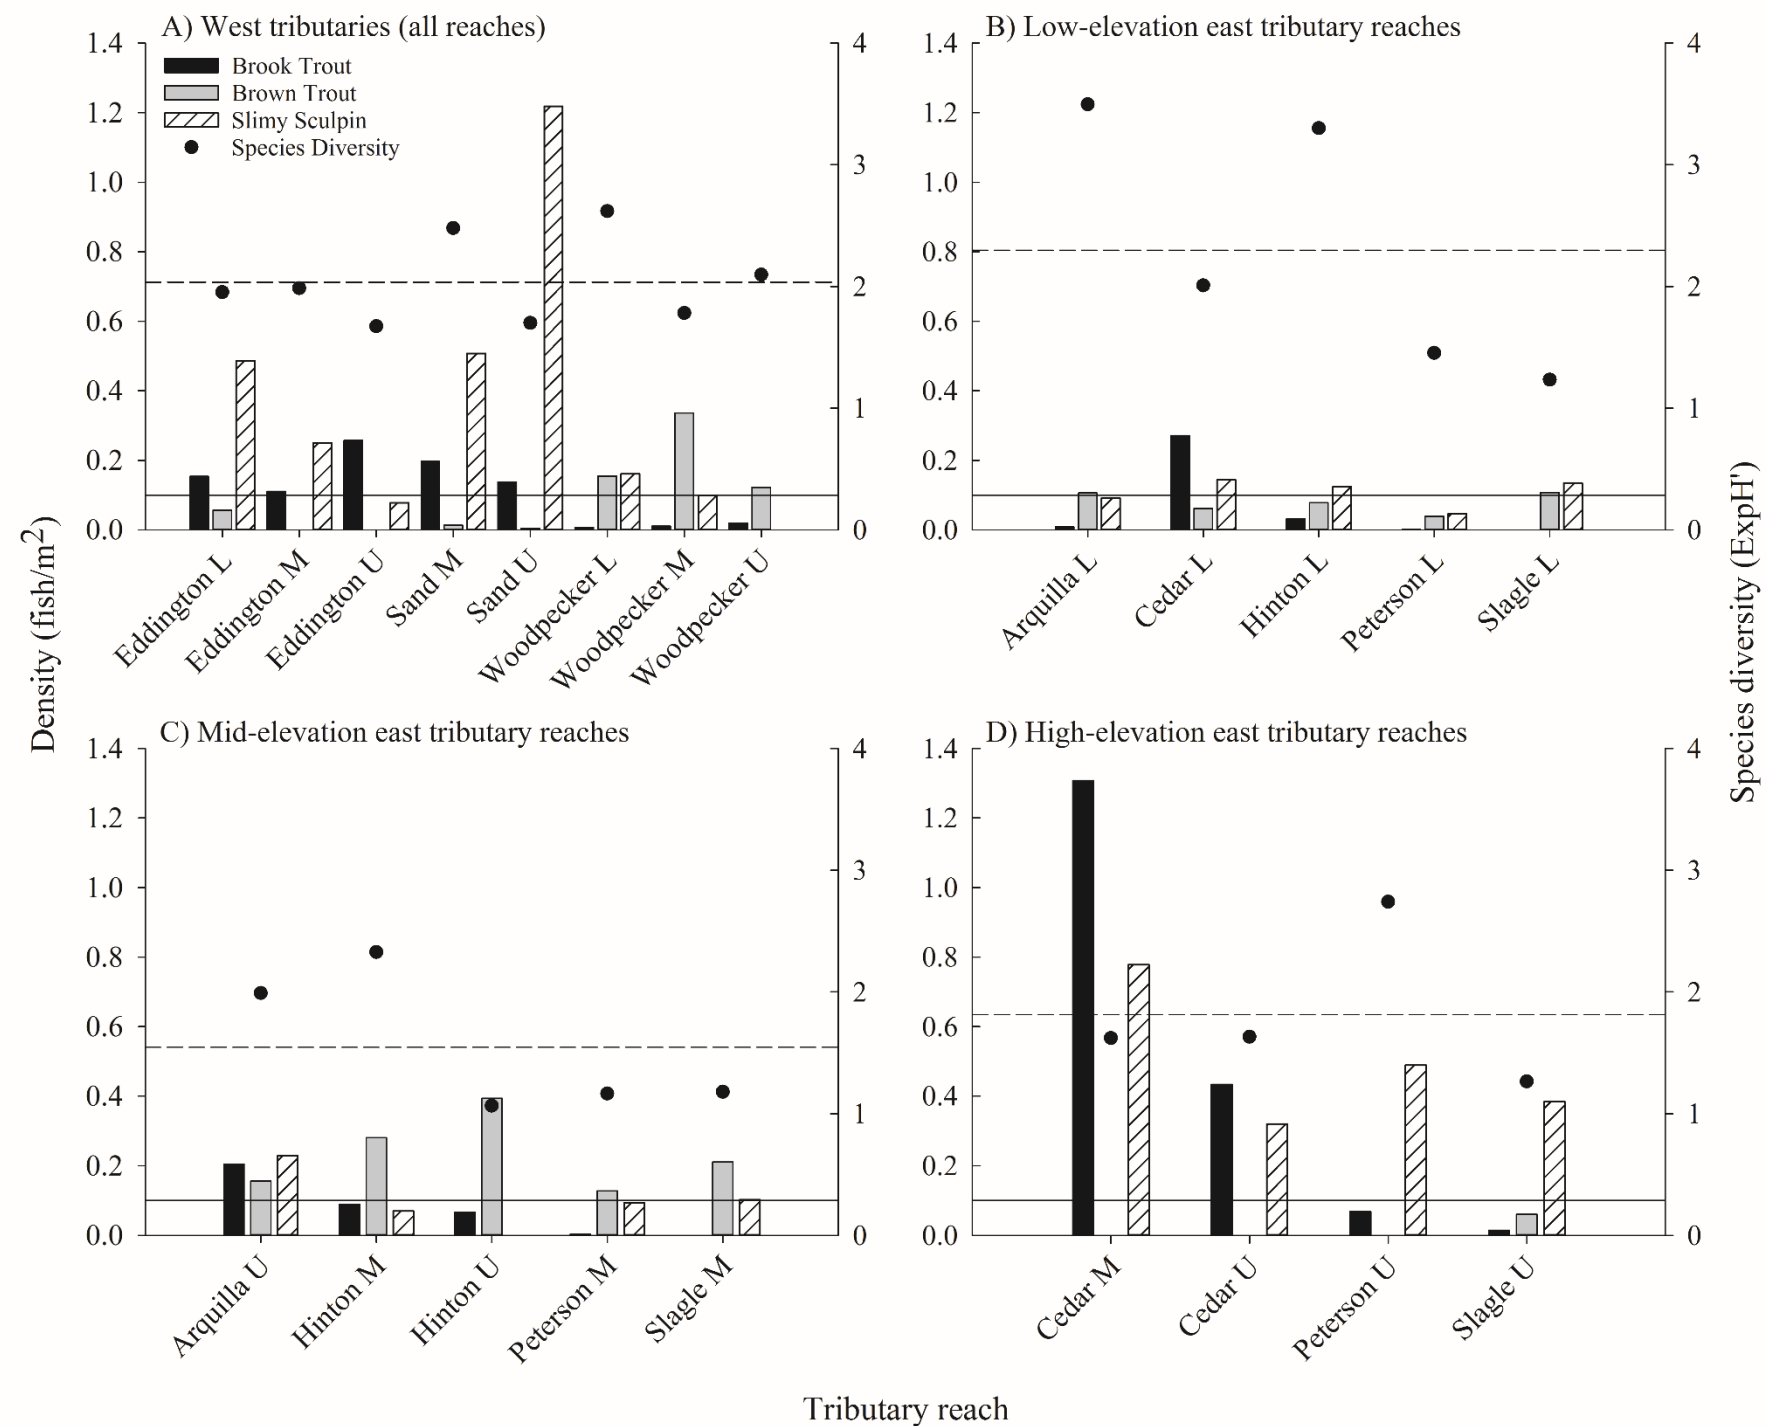 A) West tributaries (all reaches)
1.4
1.2
1.0
0.8
0.6
0.4
0.2
0.0
4
3
2
1
0
Brook Trout
Brown Trout
Slimy Sculpin
Species Diversity
Eddington L
Eddington M
Eddington U
Sand M
Sand U
Woodpecker L
Woodpecker M
Woodpecker U
B) Low-elevation east tributary reaches
1.4
1.2
1.0
0.8
0.6
0.4
0.2
0.0
4
3
2
1
0
Arquilla L
Cedar L
Hinton L
Peterson L
Slagle L
Density (fish/m²)
Species diversity (ExpH')
C) Mid-elevation east tributary reaches
1.4
1.2
1.0
0.8
0.6
0.4
0.2
0.0
4
3
2
1
0
Arquilla U
Hinton M
Hinton U
Peterson M
Slagle M
D) High-elevation east tributary reaches
1.4
1.2
1.0
0.8
0.6
0.4
0.2
0.0
4
3
2
1
0
Cedar M
Cedar U
Peterson U
Slagle U
Tributary reach